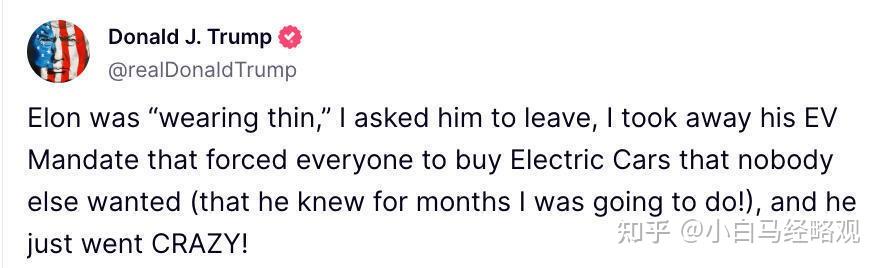 Donald J. Trump
@realDonaldTrump
Elon was “wearing thin,” I asked him to leave, I took away his EV
Mandate that forced everyone to buy Electric Cars that nobody
else wanted (that he knew for months I was going to do!), and he
just went CRAZY!
知乎 @小白马经略观